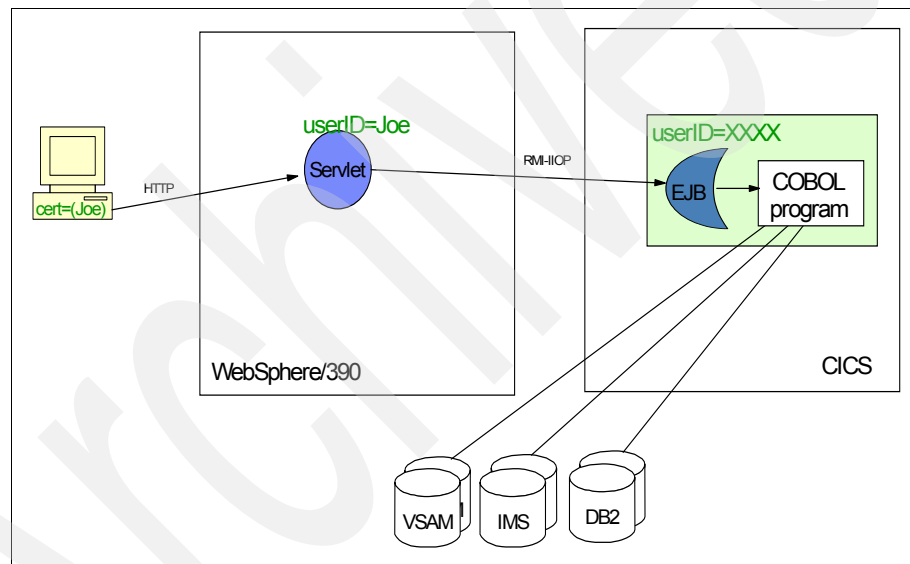 userID=Joe
userID=XXXX
Servlet
RMI-IIOP
HTTP
EJB
COBOL
program
cert=(Joe)
WebSphere/390
CICS
VSAM
IMS
DB2